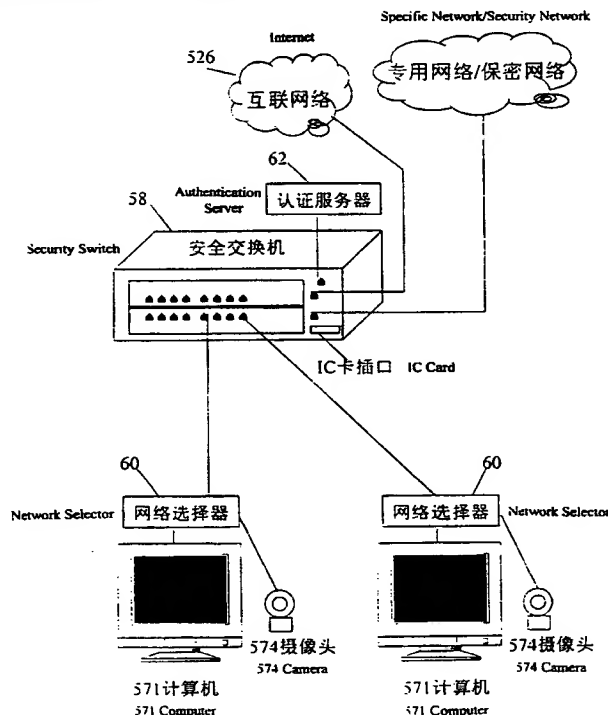 Specific Network/Security Network
Internet
526
互联网络
专用网络/保密网络
62
Authentication
Server
认证服务器
58
Security Switch
安全交换机
IC卡插口 IC Card
60
Network Selector
网络选择器
60
网络选择器
Network Selector
574摄像头
574 Camera
574摄像头
574 Camera
571计算机
571 Computer
571计算机
571 Computer